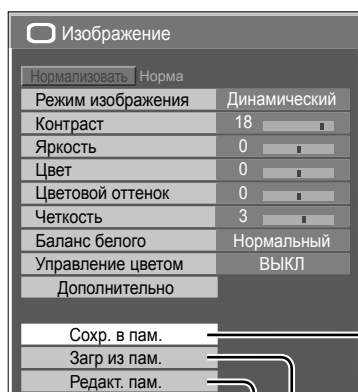 Изображение
Нормализовать Норма
Режим изображения Динамический
Контраст 18
Яркость 0
Цвет 0
Цветовой оттенок 0
Четкость 3
Баланс белого Нормальный
Управление цветом ВЫКЛ
Дополнительно
Сохр. в пам.
Загр из пам.
Редакт. пам.